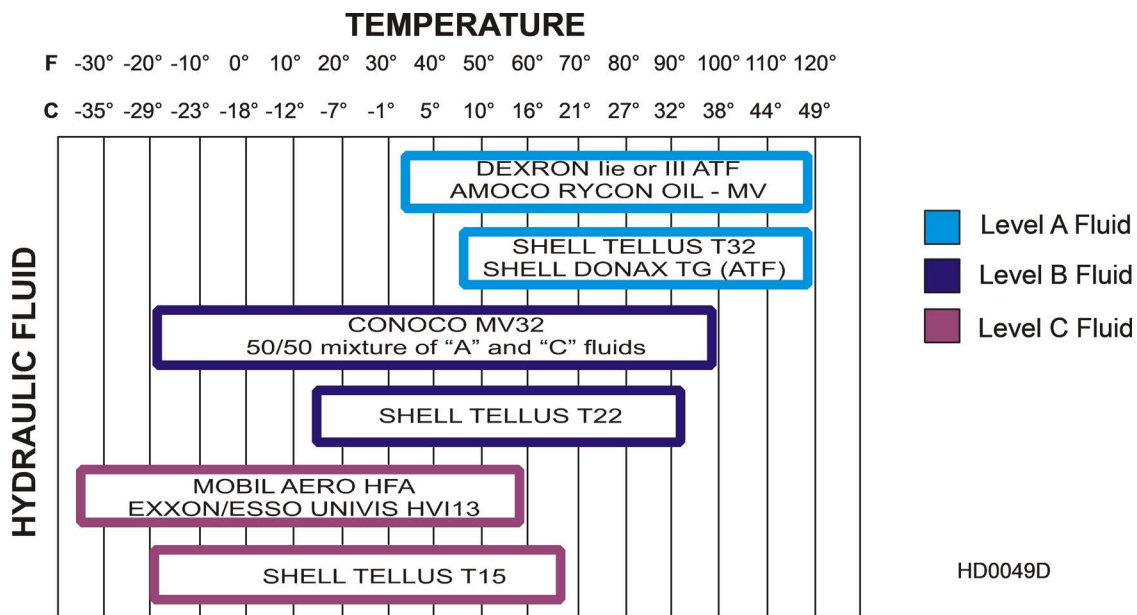 TEMPERATURE
F -30° -20° -10° 0° 10° 20° 30° 40° 50° 60° 70° 80° 90° 100° 110° 120°
C -35° -29° -23° -18° -12° -7° -1° 5° 10° 16° 21° 27° 32° 38° 44° 49°
HYDRAULIC FLUID
DEXRON IIe or III ATF
AMOCO RYCON OIL - MV
SHELL TELLUS T32
SHELL DONAX TG (ATF)
CONOCO MV32
50/50 mixture of “A” and “C” fluids
SHELL TELLUS T22
MOBIL AERO HFA
EXXON/ESSO UNIVIS HVI13
SHELL TELLUS T15
Level A Fluid
Level B Fluid
Level C Fluid
HD0049D